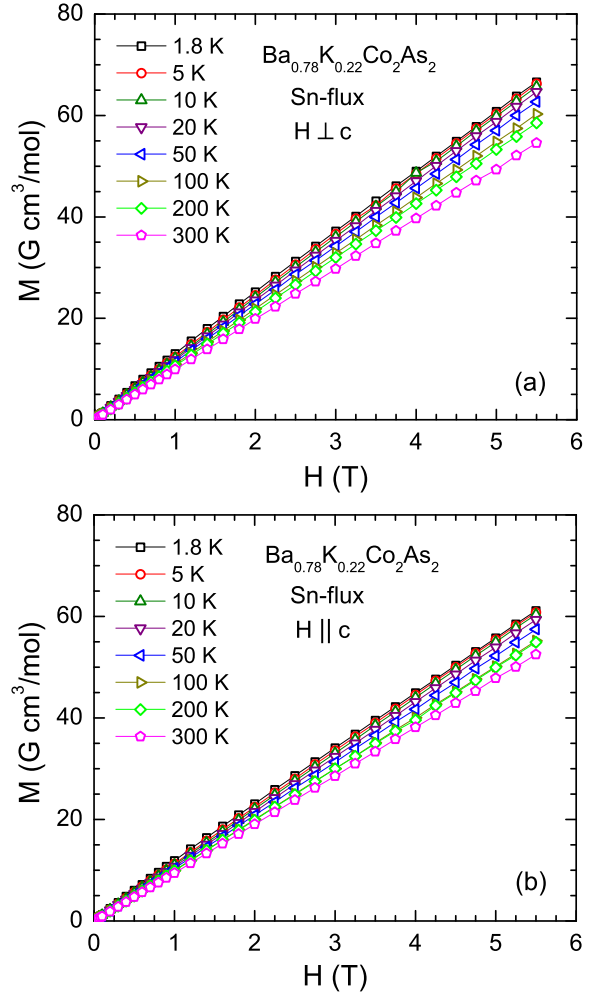 80
60
40
20
0
M (G cm³/mol)
1.8 K
5 K
10 K
20 K
50 K
100 K
200 K
300 K
Ba₀.₇₈K₀.₂₂Co₂As₂
Sn-flux
H ⊥ c
(a)
0 1 2 3 4 5 6
H (T)
80
60
40
20
0
M (G cm³/mol)
1.8 K
5 K
10 K
20 K
50 K
100 K
200 K
300 K
Ba₀.₇₈K₀.₂₂Co₂As₂
Sn-flux
H || c
(b)
0 1 2 3 4 5 6
H (T)